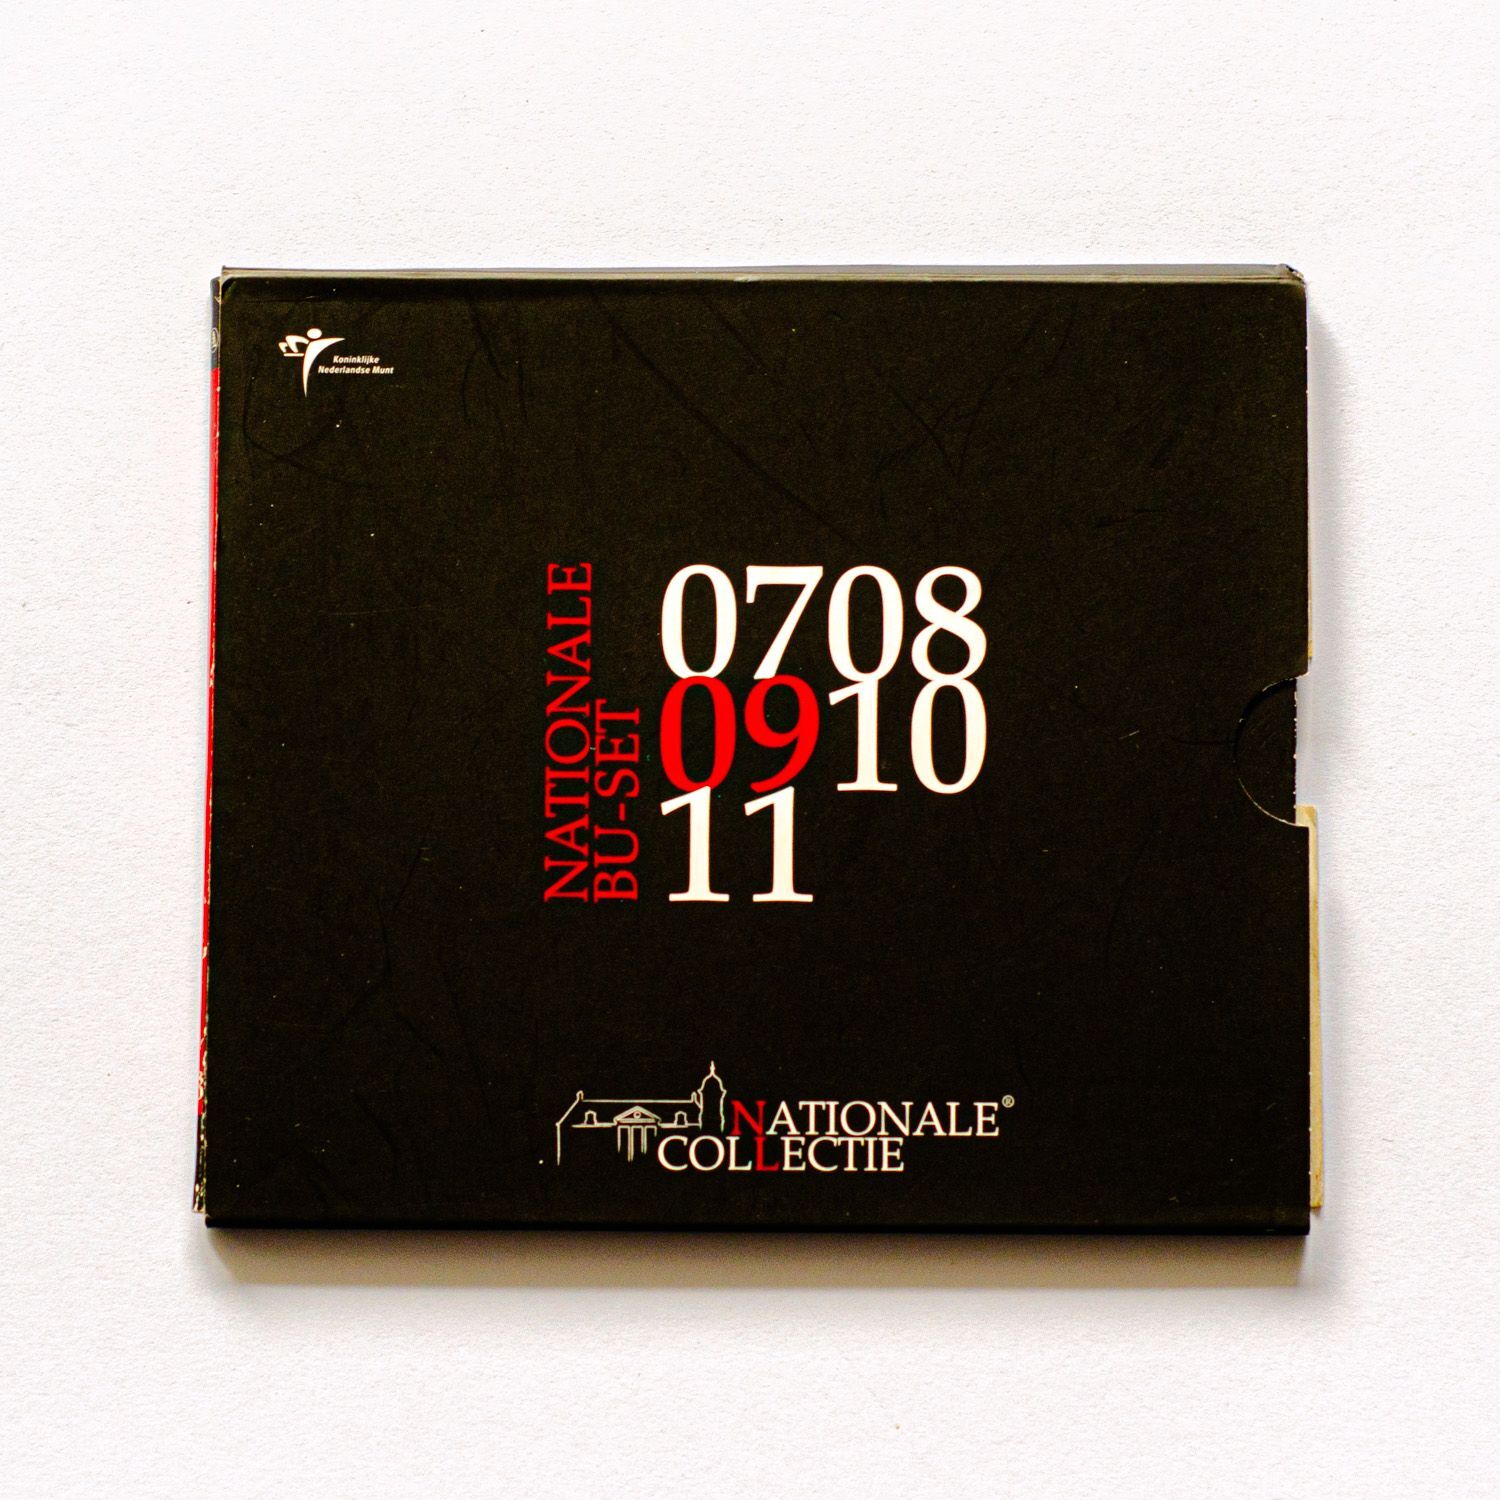 Koninklijke
Nederlandse Munt
NATIONALE
BU-SET
0708
0910
11
NATIONALE®
COLLECTIE